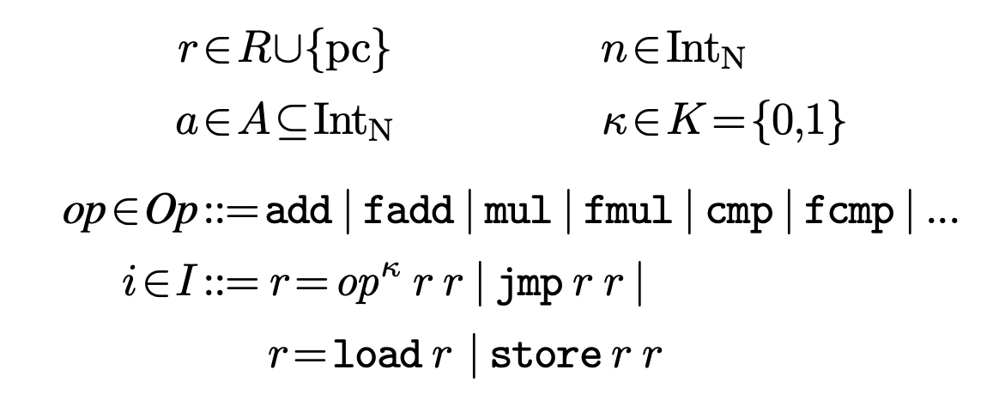 r ∈ R ∪ {pc} n ∈ Int_N
a ∈ A ⊆ Int_N κ ∈ K = {0,1}
op ∈ Op ::= add | fadd | mul | fmul | cmp | fcmp | ...
i ∈ I ::= r = op^κ r r | jmp r r |
r = load r | store r r